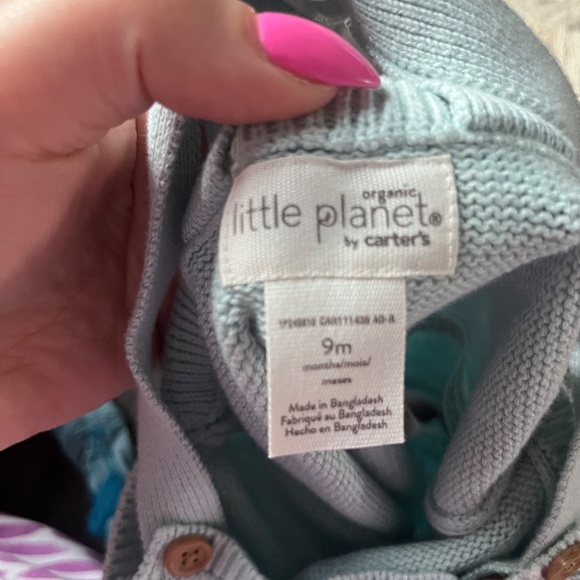 organic
little planet®
by carter's
9m
months/mois/
meses
Made in Bangladesh
Fabriqué au Bangladesh
Hecho en Bangladesh